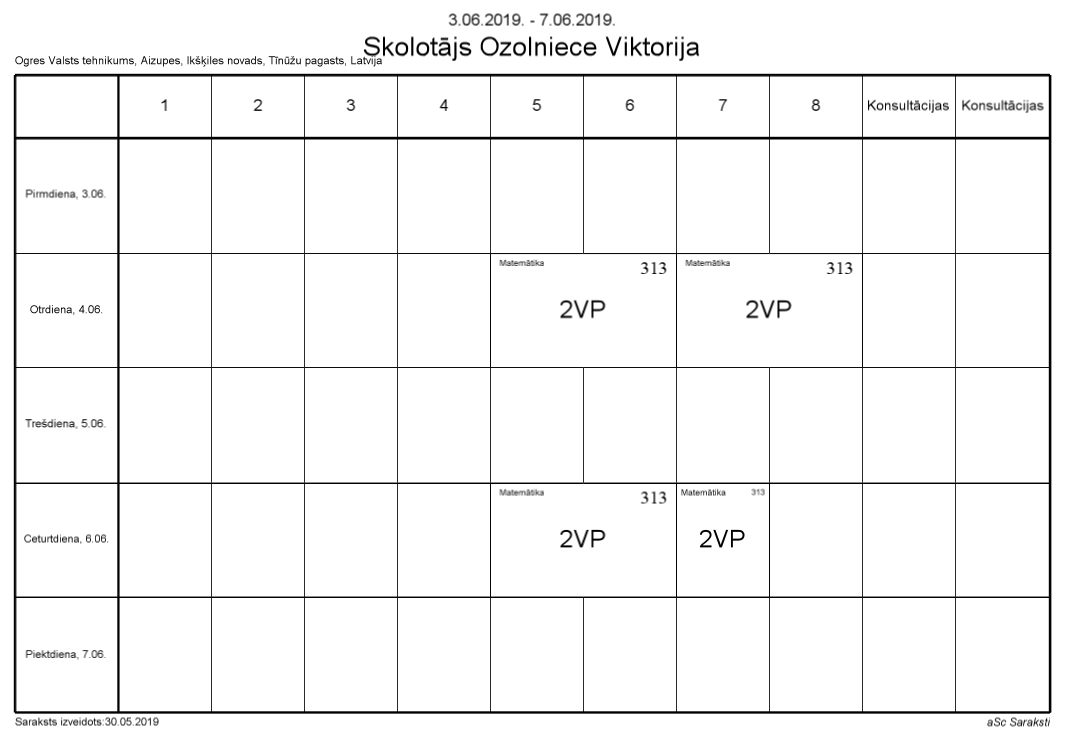 3.06.2019. - 7.06.2019.
Skolotājs Ozolniece Viktorija
Ogres Valsts tehnikums, Aizupes, Ikšķiles novads, Tīnūžu pagasts, Latvija
1 2 3 4 5 6 7 8 Konsultācijas Konsultācijas
Pirmdiena, 3.06.
Matemātika 313 Matemātika 313
Otrdiena, 4.06. 2VP 2VP
Trešdiena, 5.06.
Matemātika 313 Matemātika 313
Ceturtdiena, 6.06. 2VP 2VP
Piektdiena, 7.06.
Saraksts izveidots:30.05.2019 aSc Saraksti